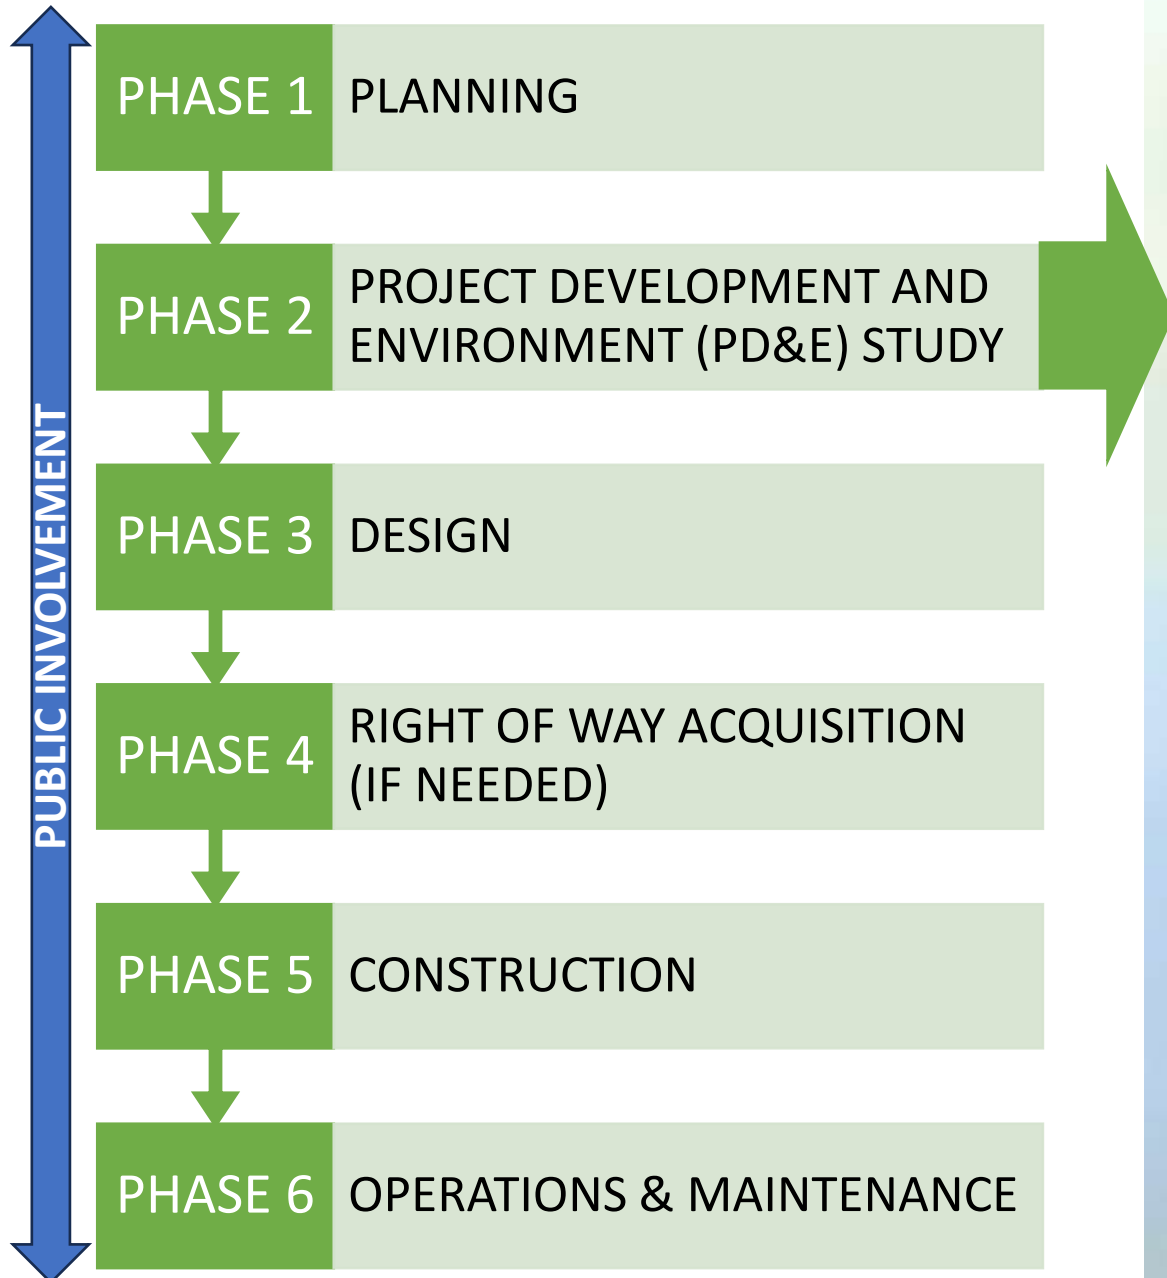 PUBLIC INVOLVEMENT
PHASE 1
PLANNING
PHASE 2
PROJECT DEVELOPMENT AND
ENVIRONMENT (PD&E) STUDY
PHASE 3
DESIGN
PHASE 4
RIGHT OF WAY ACQUISITION
(IF NEEDED)
PHASE 5
CONSTRUCTION
PHASE 6
OPERATIONS & MAINTENANCE